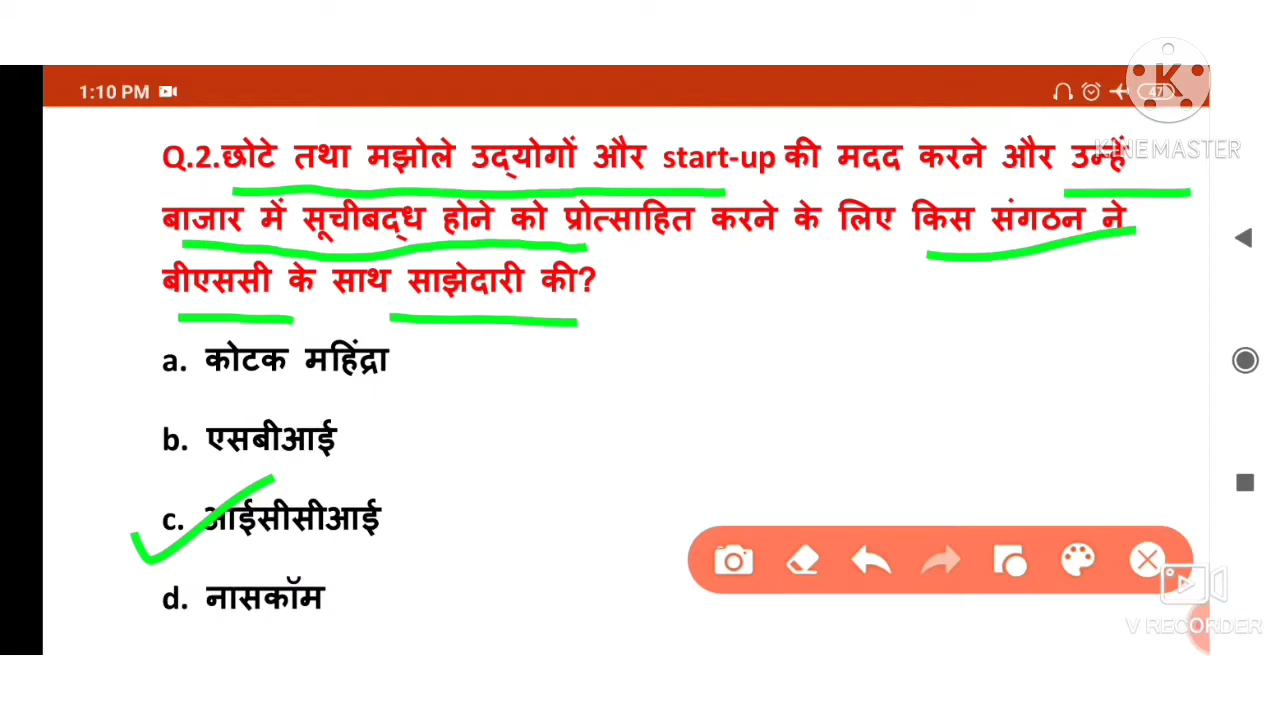 1:10 PM
47
K
KINEMASTER
Q.2.छोटे तथा मझोले उद्योगों और start-up की मदद करने और उन्हें
बाजार में सूचीबद्ध होने को प्रोत्साहित करने के लिए किस संगठन ने
बीएससी के साथ साझेदारी की?
a. कोटक महिंद्रा
b. एसबीआई
c. आईसीसीआई
d. नासकॉम
V RECORDER